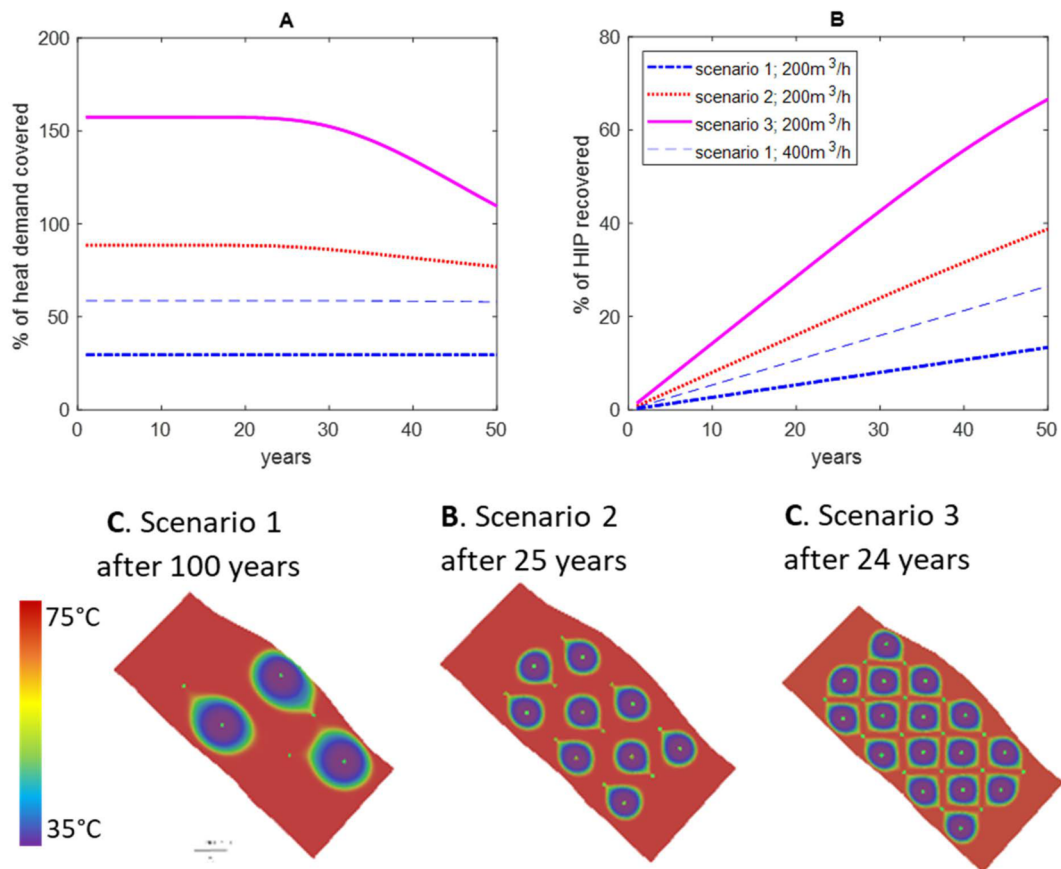 A
200
150
100
50
0
% of heat demand covered
0 10 20 30 40 50
years
B
80
60
40
20
0
% of HIP recovered
scenario 1; 200m³/h
scenario 2; 200m³/h
scenario 3; 200m³/h
scenario 1; 400m³/h
0 10 20 30 40 50
years
C. Scenario 1
after 100 years
B. Scenario 2
after 25 years
C. Scenario 3
after 24 years
75°C
35°C